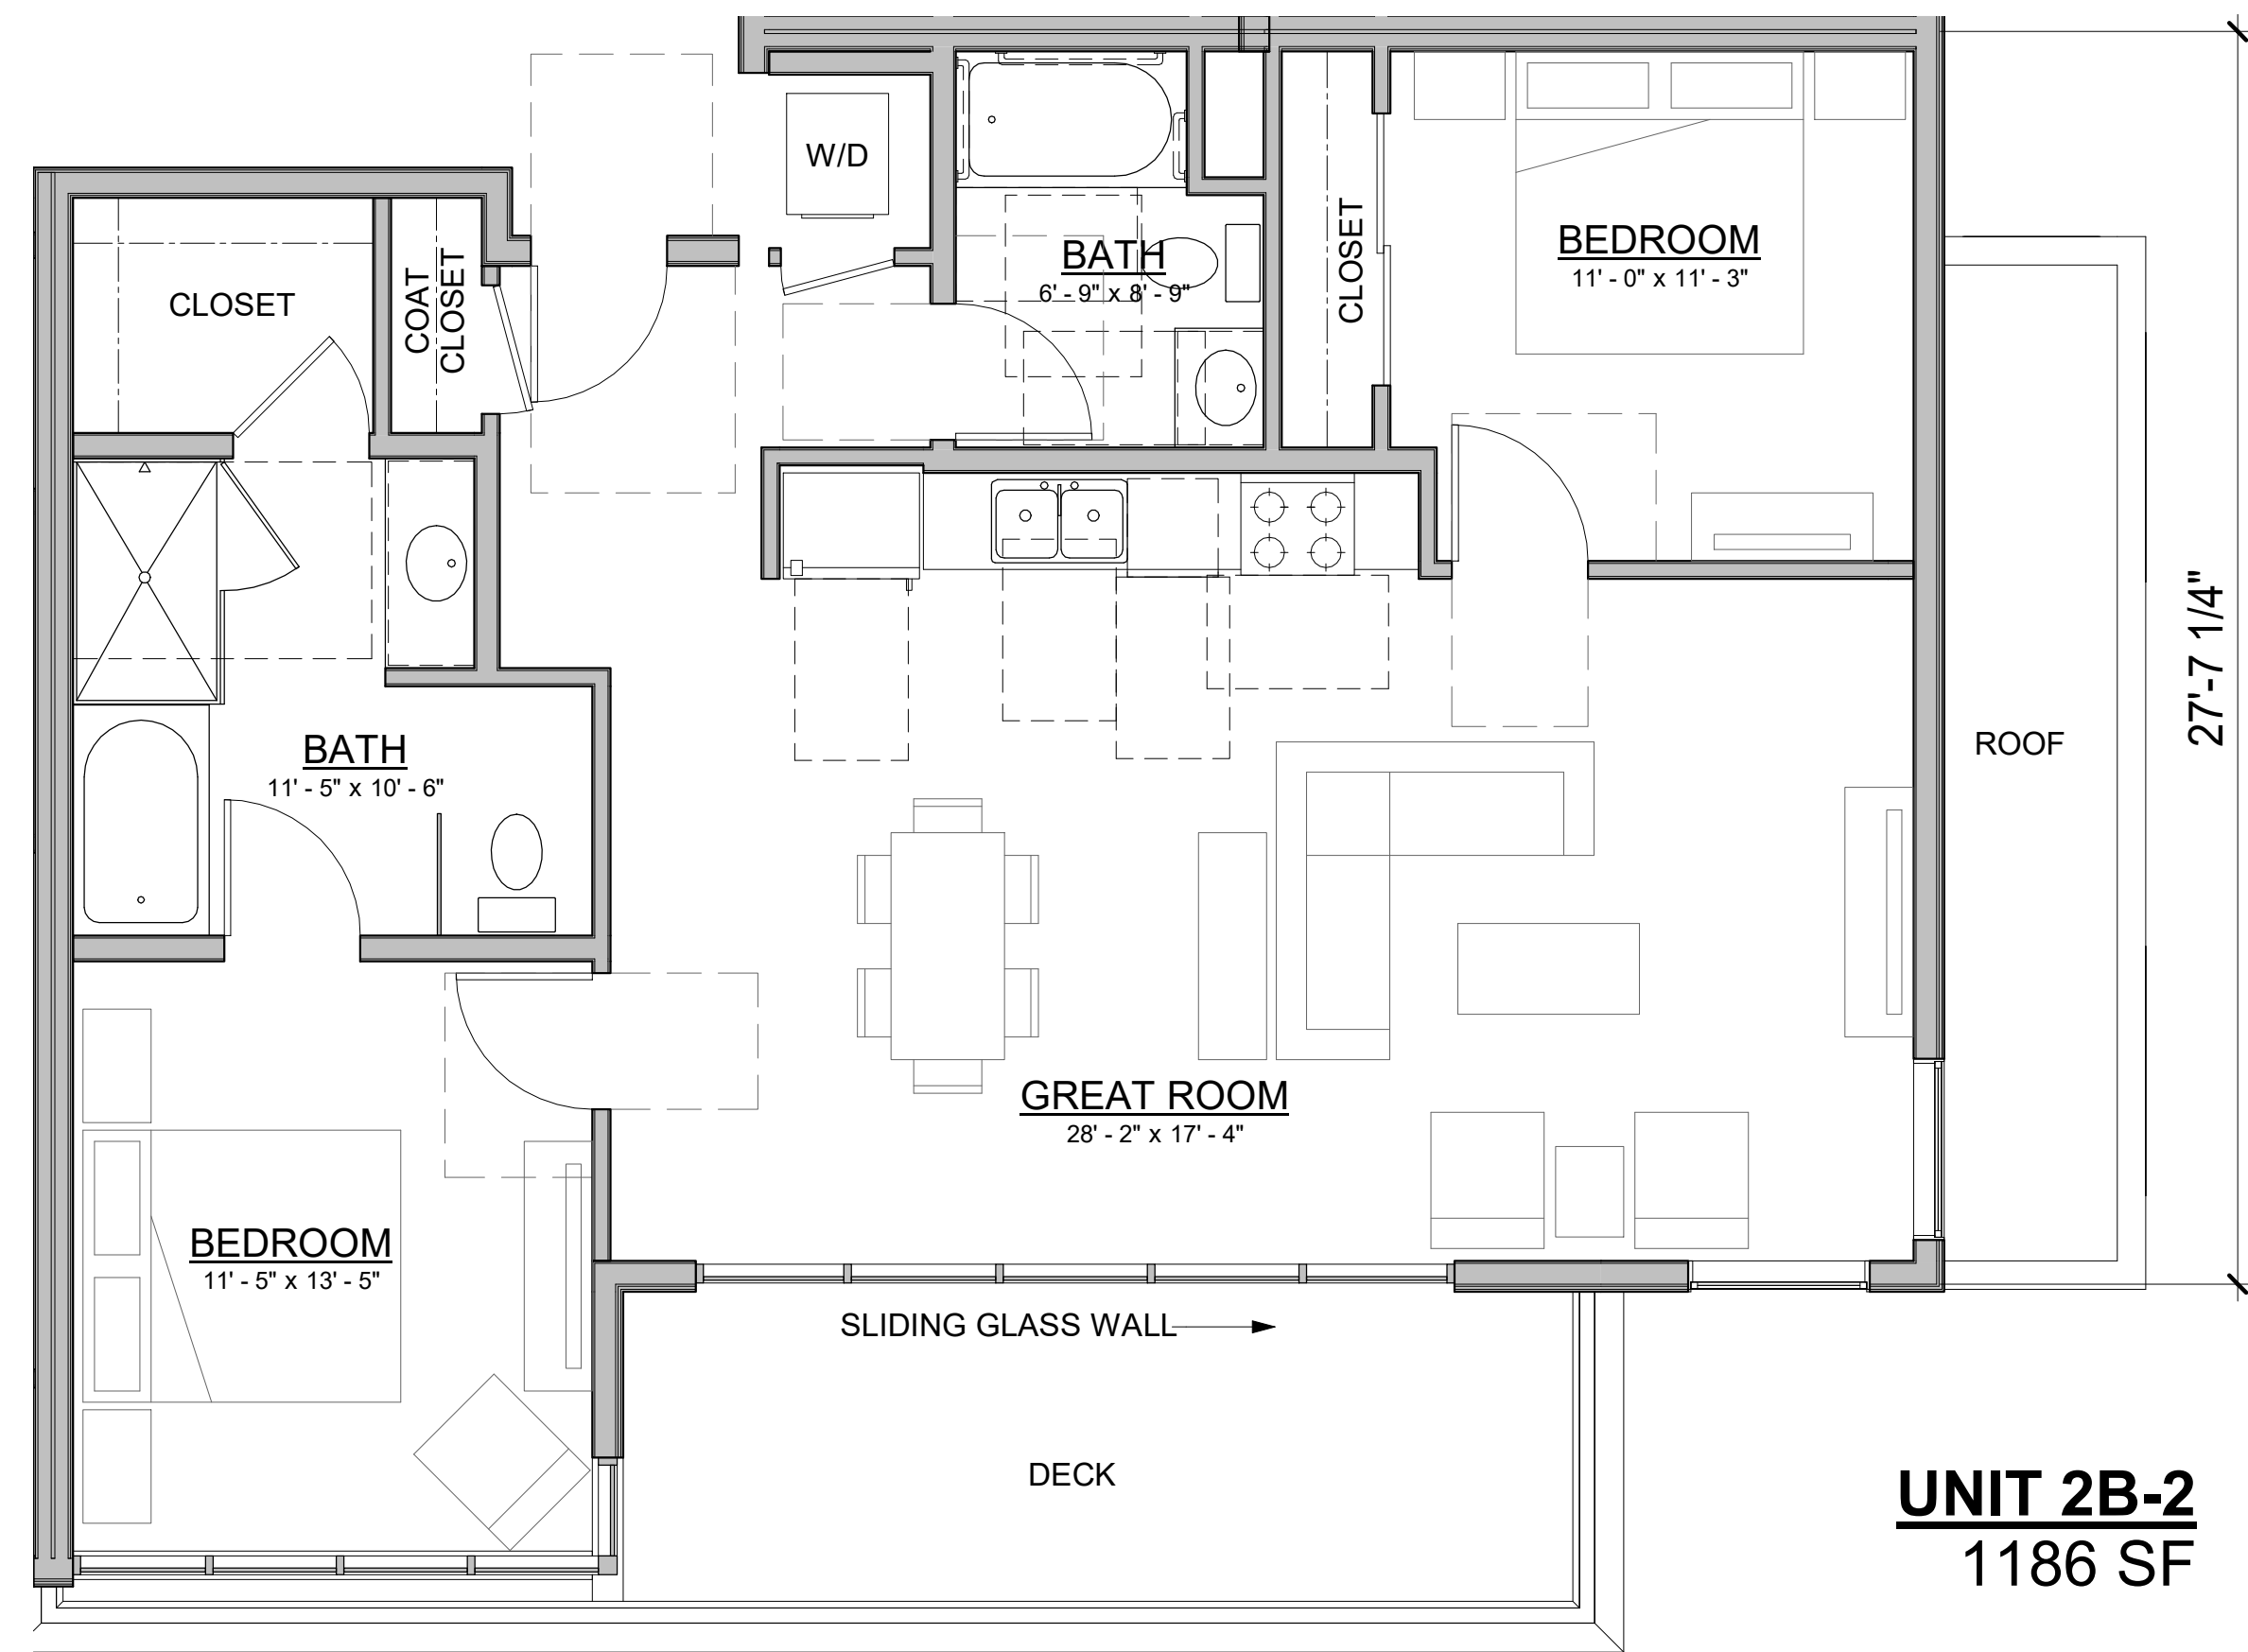 W/D
BATH
6' - 9" x 8' - 9"
CLOSET
BEDROOM
11' - 0" x 11' - 3"
CLOSET
COAT
CLOSET
BATH
11' - 5" x 10' - 6"
ROOF
27'-7 1/4"
GREAT ROOM
28' - 2" x 17' - 4"
BEDROOM
11' - 5" x 13' - 5"
SLIDING GLASS WALL
DECK
UNIT 2B-2
1186 SF